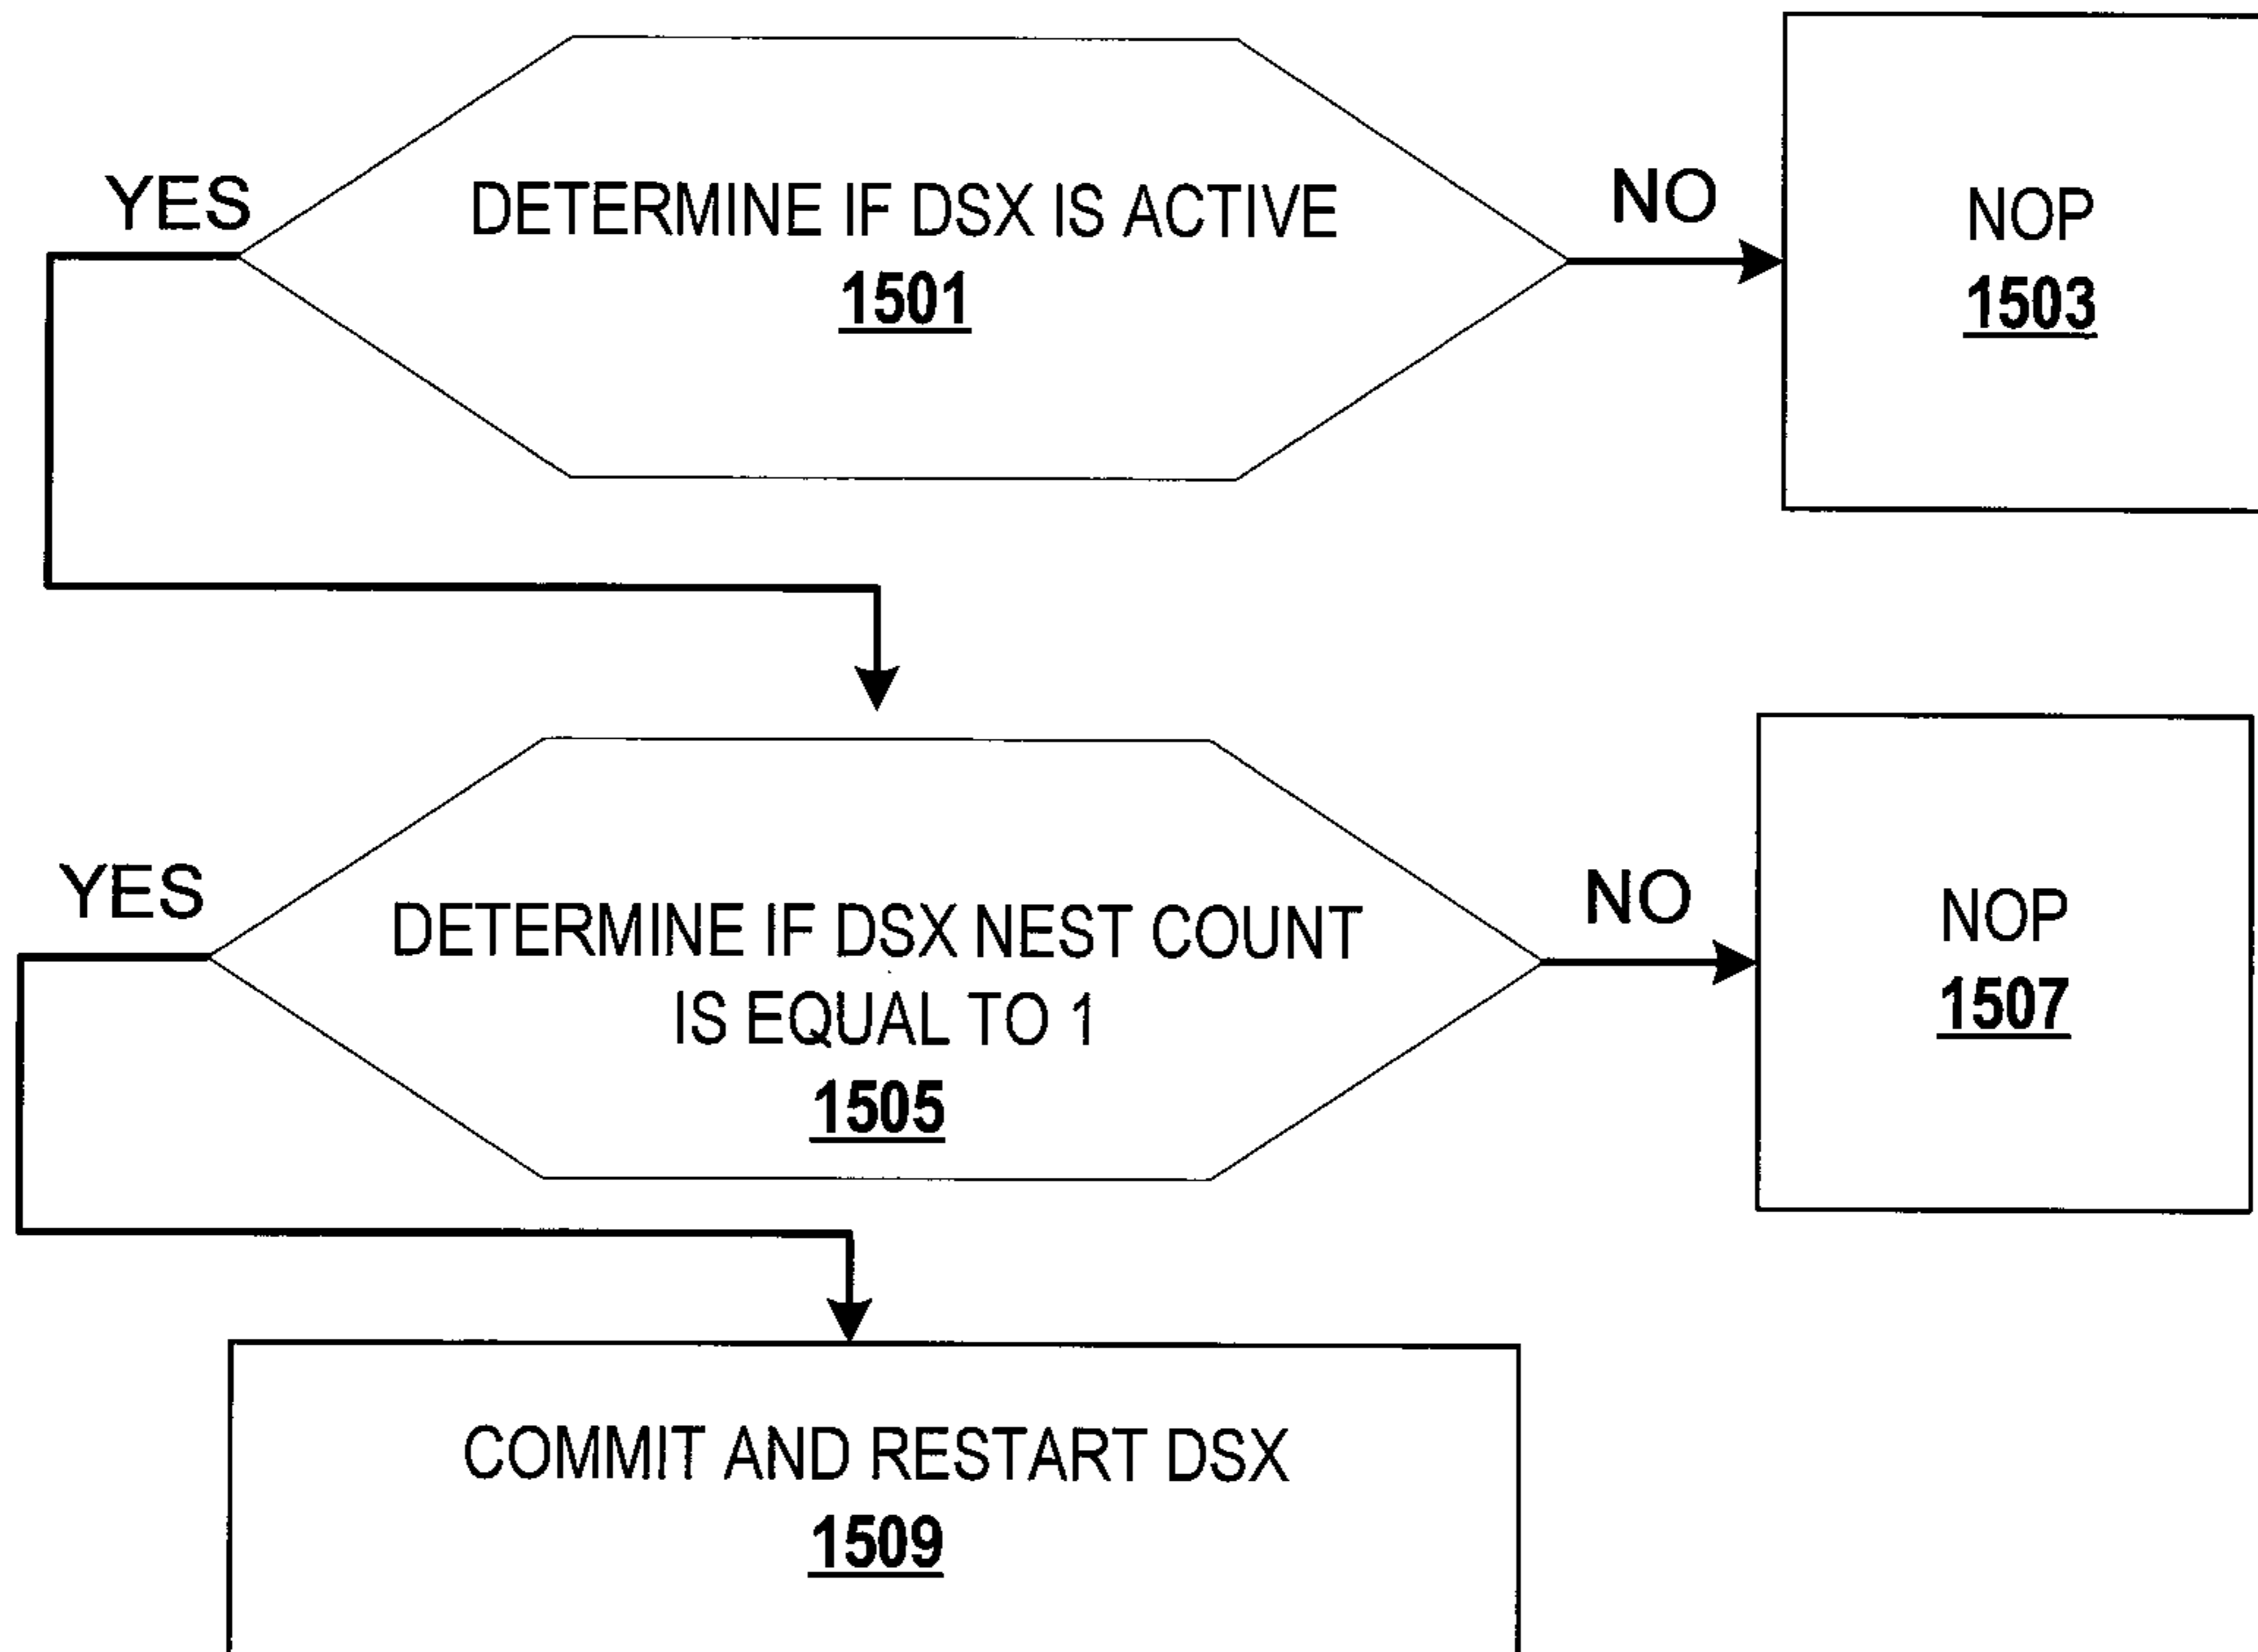 YES
DETERMINE IF DSX IS ACTIVE
1501
NO
NOP
1503
YES
DETERMINE IF DSX NEST COUNT
IS EQUAL TO 1
1505
NO
NOP
1507
COMMIT AND RESTART DSX
1509